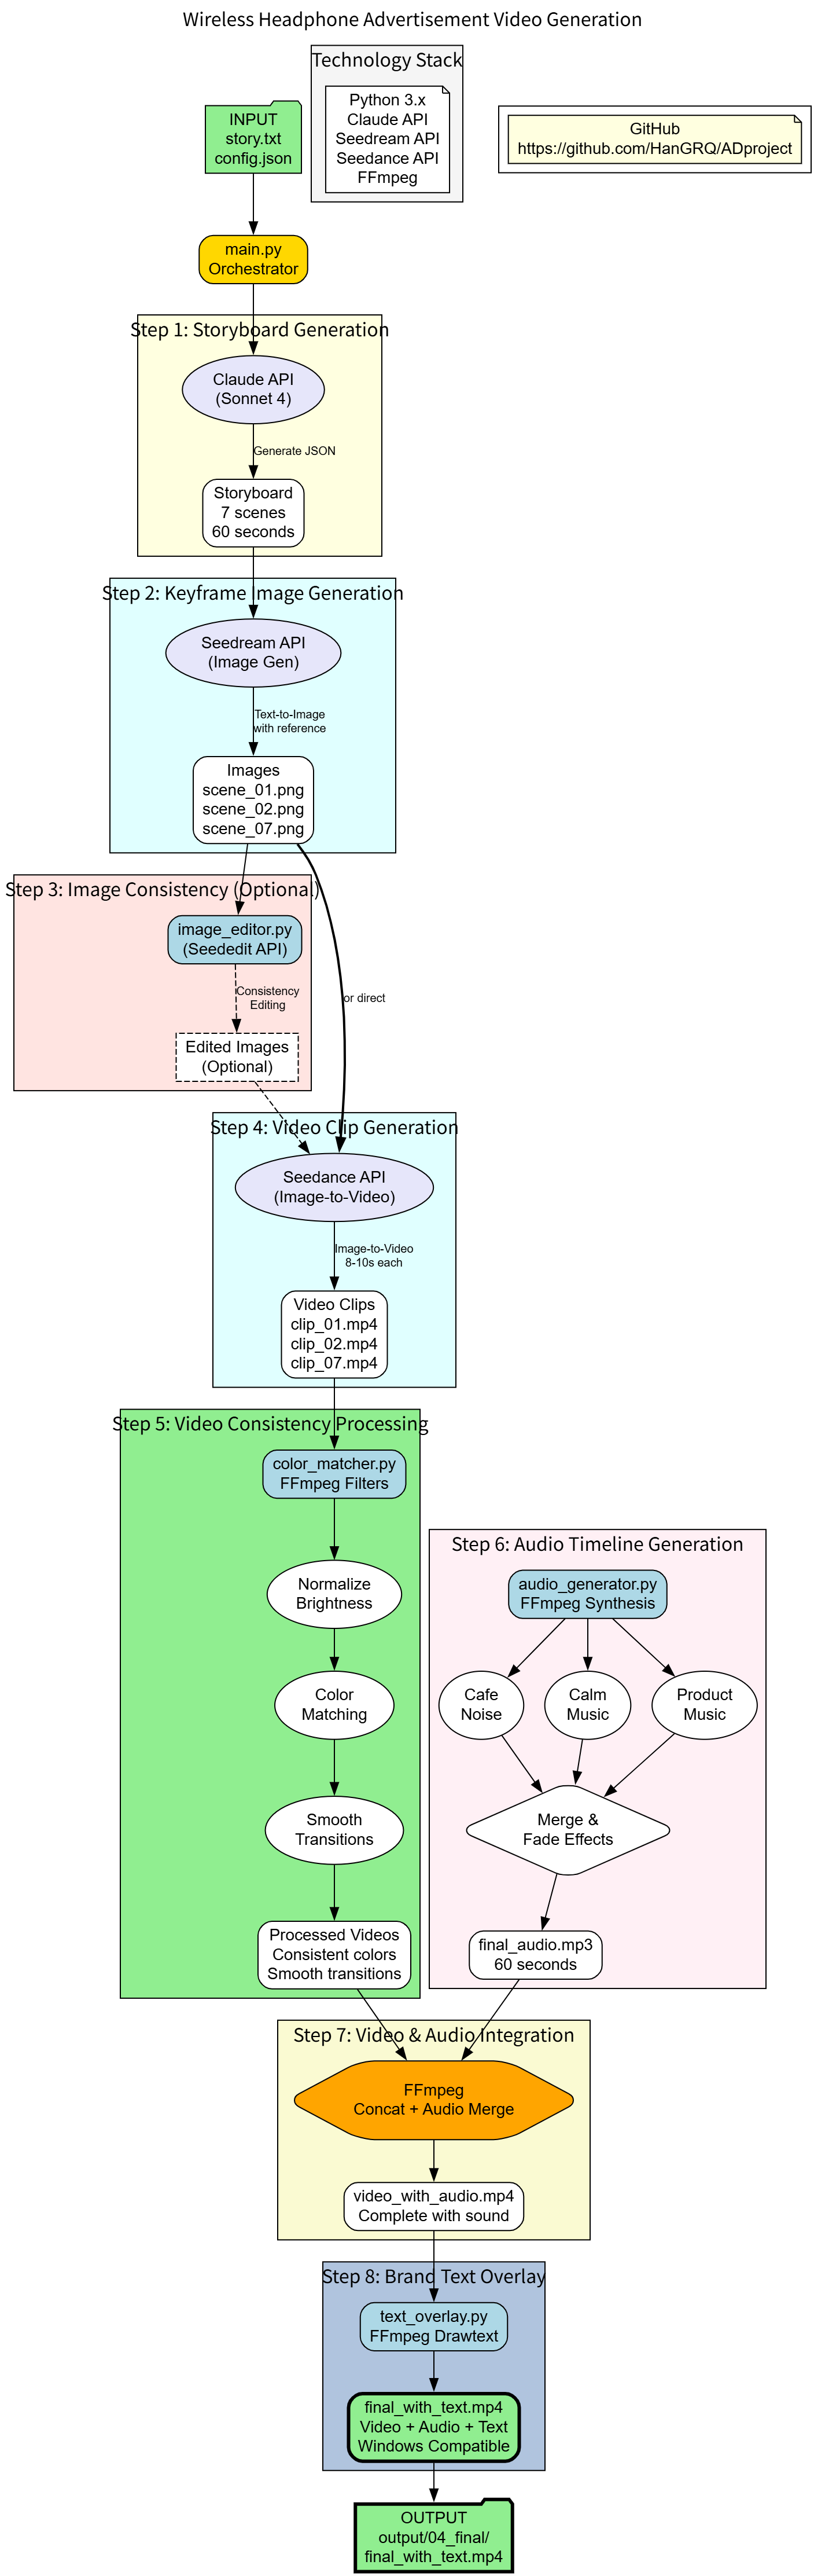 Wireless Headphone Advertisement Video Generation
Technology Stack
Python 3.x
Claude API
Seedream API
Seedance API
FFmpeg
GitHub
https://github.com/HanGRQ/ADproject
INPUT
story.txt
config.json
main.py
Orchestrator
Step 1: Storyboard Generation
Claude API
(Sonnet 4)
Generate JSON
Storyboard
7 scenes
60 seconds
Step 2: Keyframe Image Generation
Seedream API
(Image Gen)
Text-to-Image
with reference
Images
scene_01.png
scene_02.png
scene_07.png
Step 3: Image Consistency (Optional)
image_editor.py
(Seededit API)
Consistency
Editing
or direct
Edited Images
(Optional)
Step 4: Video Clip Generation
Seedance API
(Image-to-Video)
Image-to-Video
8-10s each
Video Clips
clip_01.mp4
clip_02.mp4
clip_07.mp4
Step 5: Video Consistency Processing
color_matcher.py
FFmpeg Filters
Normalize
Brightness
Color
Matching
Smooth
Transitions
Processed Videos
Consistent colors
Smooth transitions
Step 6: Audio Timeline Generation
audio_generator.py
FFmpeg Synthesis
Cafe
Noise
Calm
Music
Product
Music
Merge &
Fade Effects
final_audio.mp3
60 seconds
Step 7: Video & Audio Integration
FFmpeg
Concat + Audio Merge
video_with_audio.mp4
Complete with sound
Step 8: Brand Text Overlay
text_overlay.py
FFmpeg Drawtext
final_with_text.mp4
Video + Audio + Text
Windows Compatible
OUTPUT
output/04_final/
final_with_text.mp4